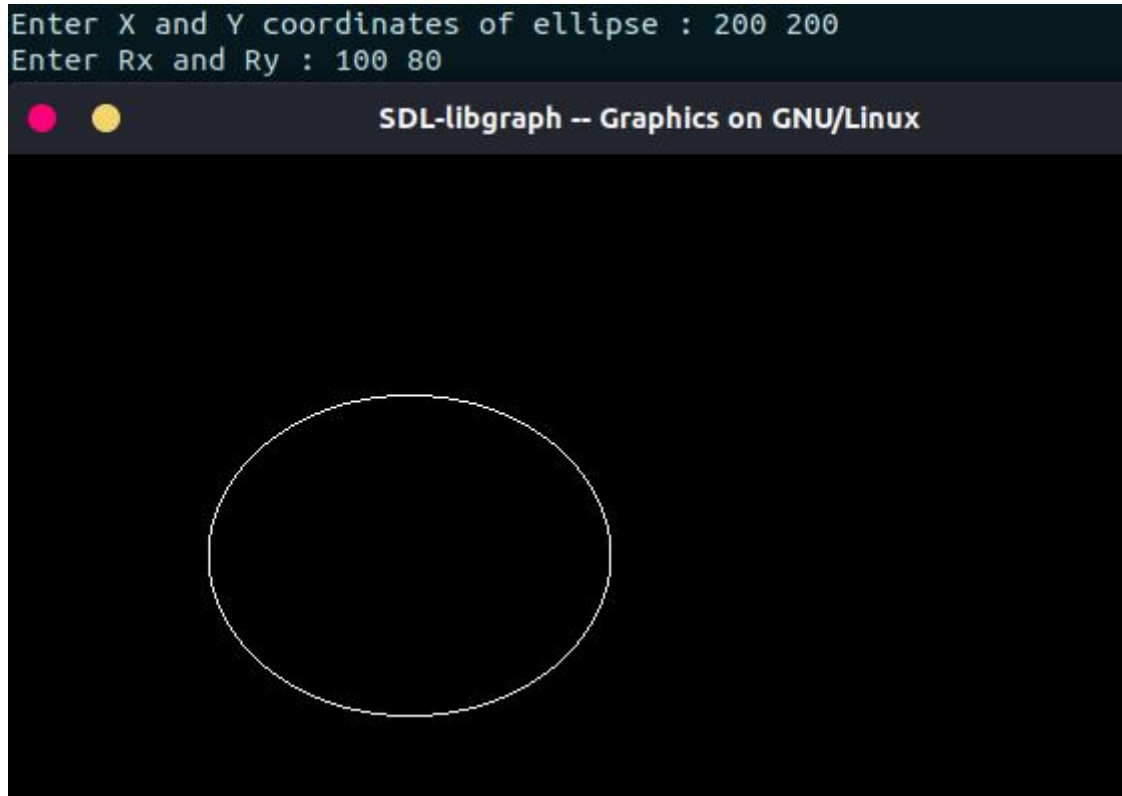 Enter X and Y coordinates of ellipse : 200 200
Enter Rx and Ry : 100 80
SDL-libgraph -- Graphics on GNU/Linux